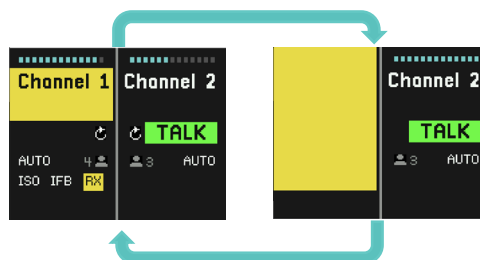 Channel 1
AUTO 4
ISO IFB RX
Channel 2
TALK
3 AUTO
Channel 2
TALK
3 AUTO